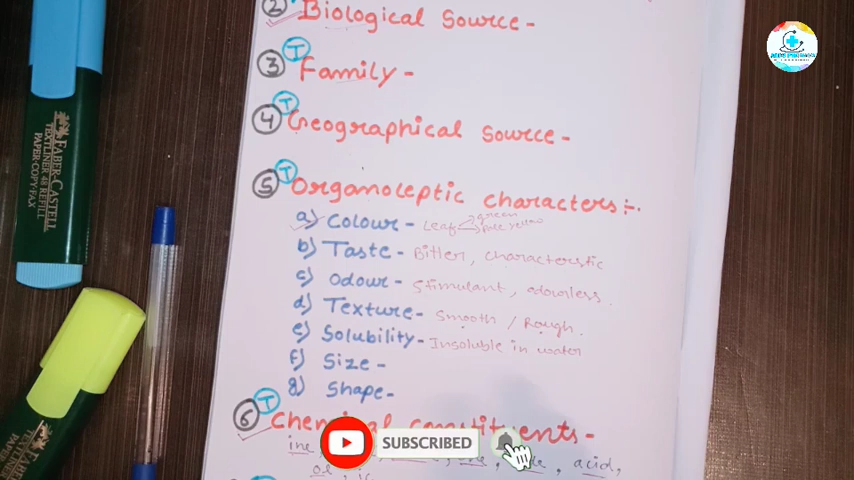 ② Biological Source -
T
③ Family -
T
④ Geographical Source -
T
⑤ Organoleptic characters :-
a) Colour - Leaf green
pale yellow
b) Taste - Bitter, characteristic
c) Odour - Stimulant, odourless.
d) Texture - Smooth / Rough.
e) Solubility - Insoluble in water
f) Size -
g) Shape -
T
⑥ Chemical constituents -
ine
acid,
SUBSCRIBED
FABER-CASTELL
TEXTLINER 48 REFILL
PAPER-COPY-FAX